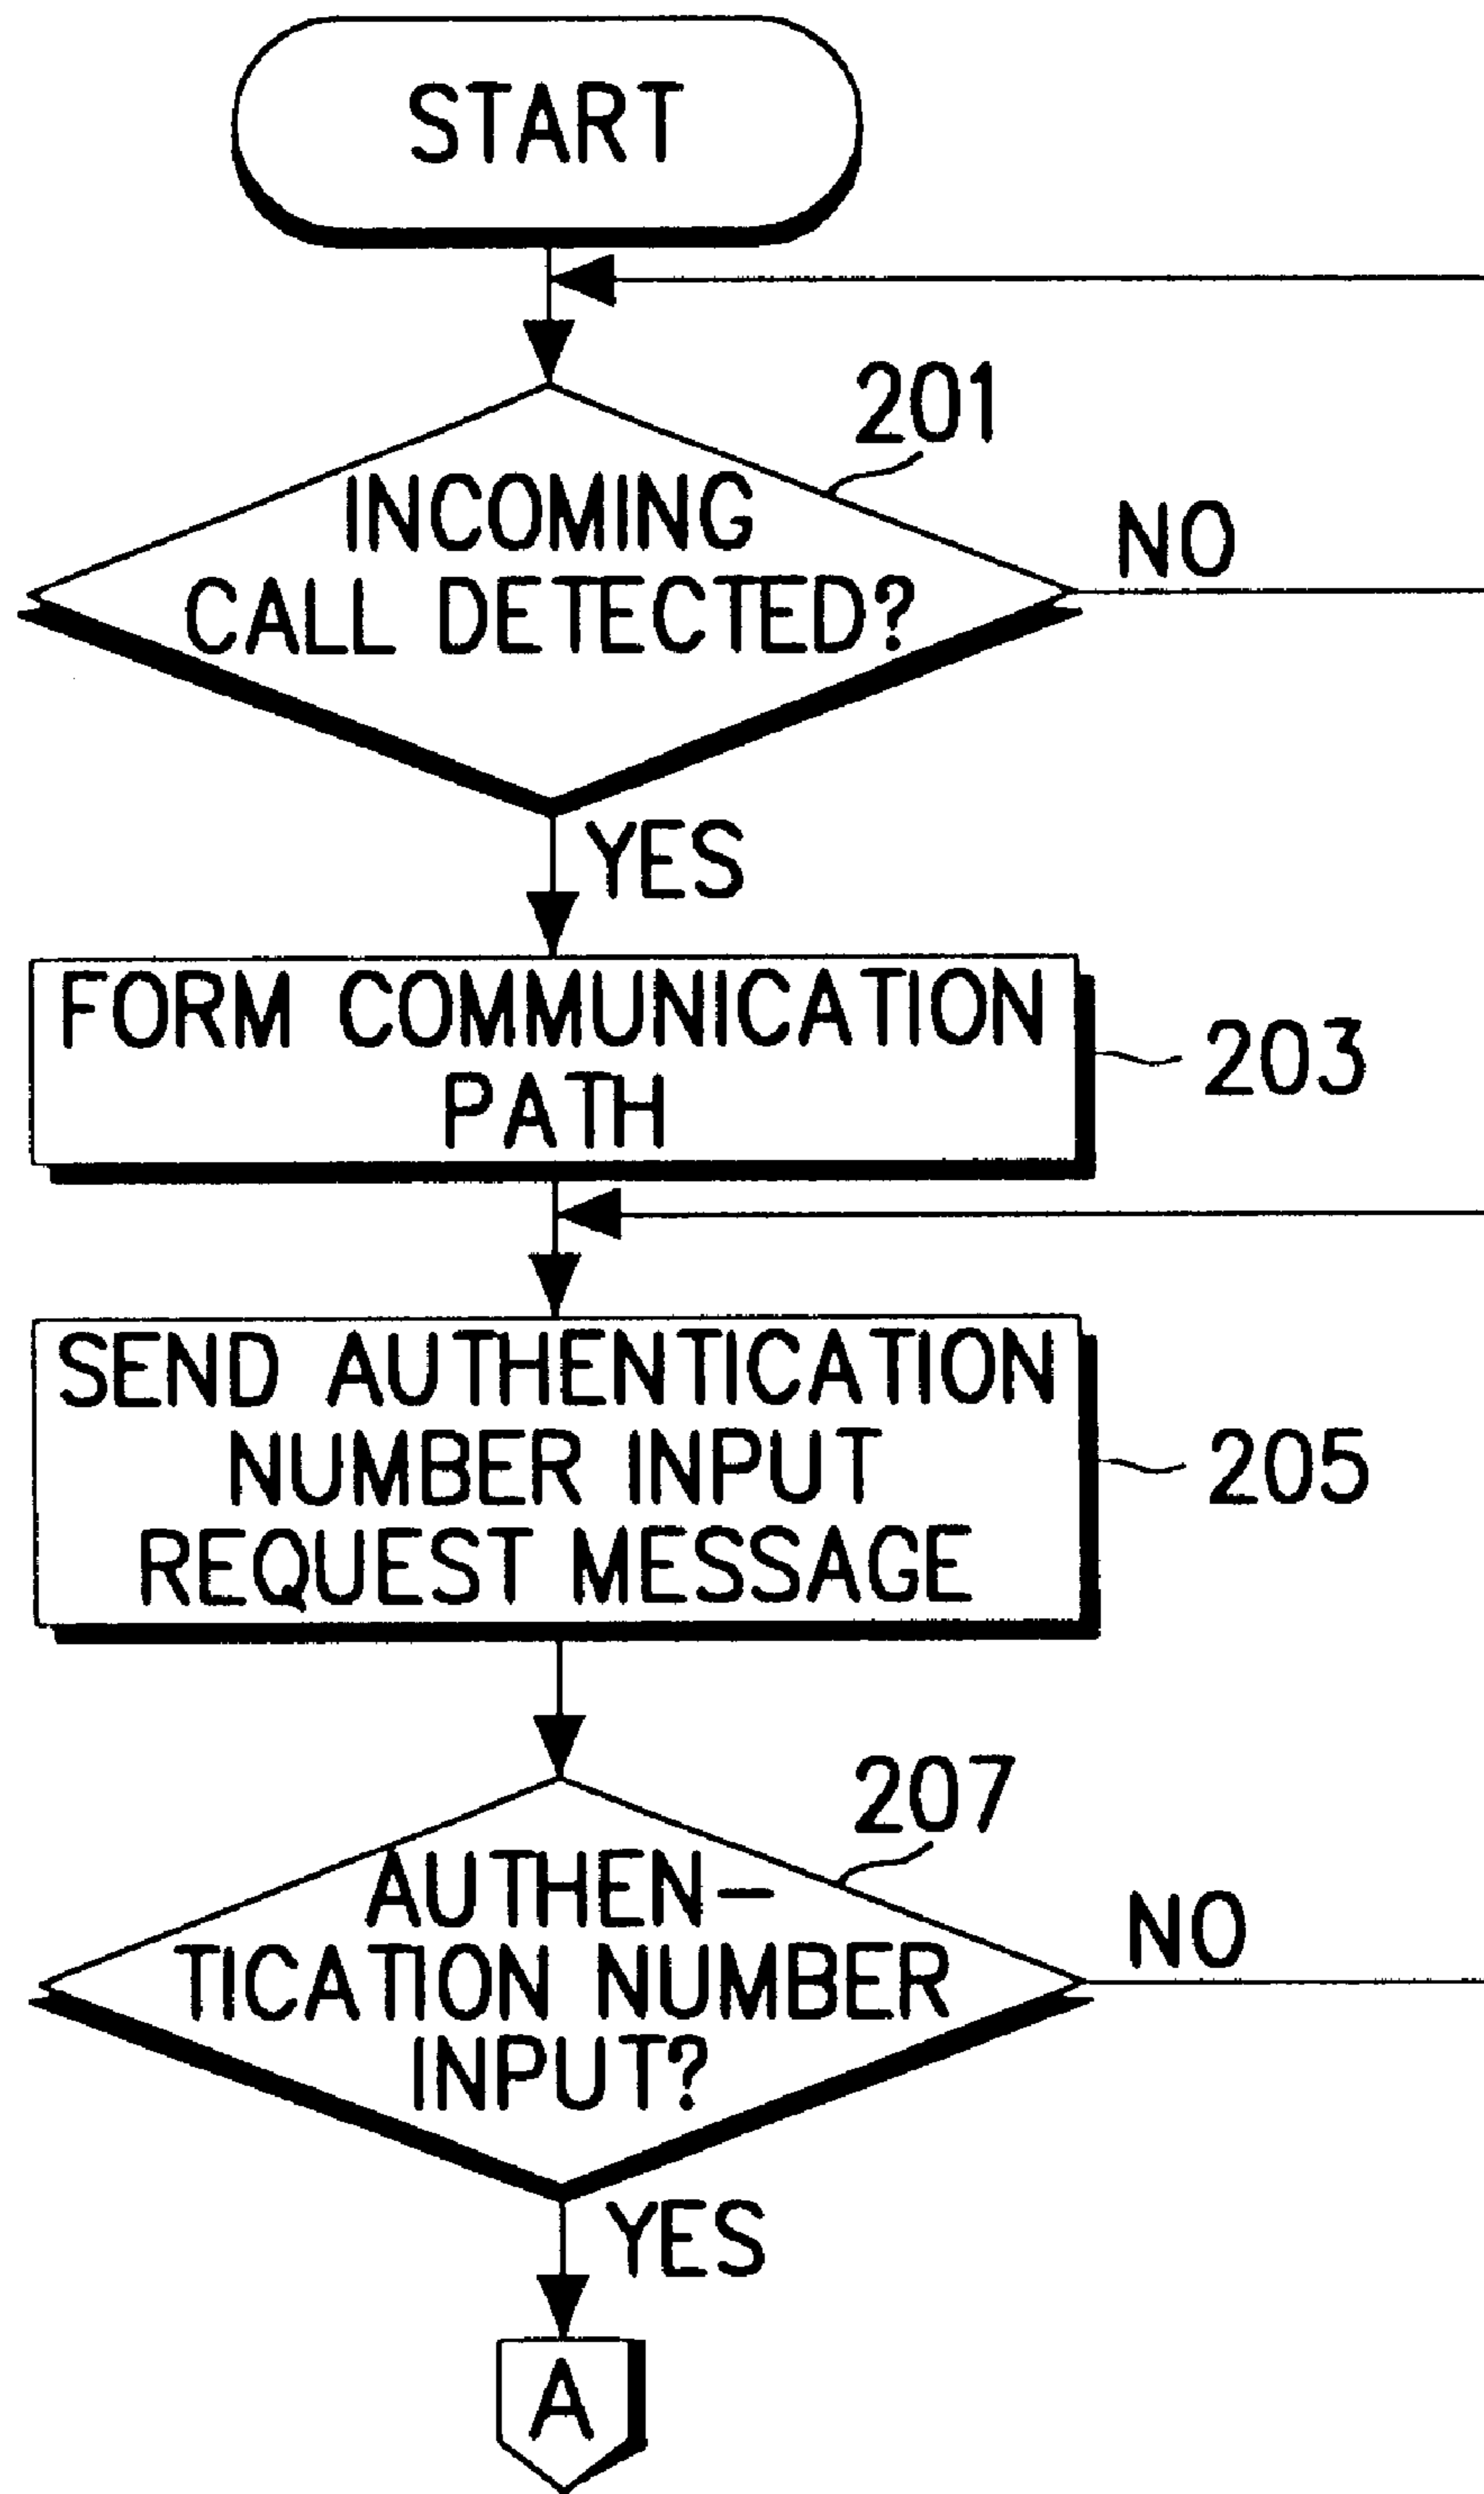 START
201
INCOMING
CALL DETECTED?
NO
YES
FORM COMMUNICATION
PATH
203
SEND AUTHENTICATION
NUMBER INPUT
REQUEST MESSAGE
205
207
AUTHEN-
TICATION NUMBER
INPUT?
NO
YES
A